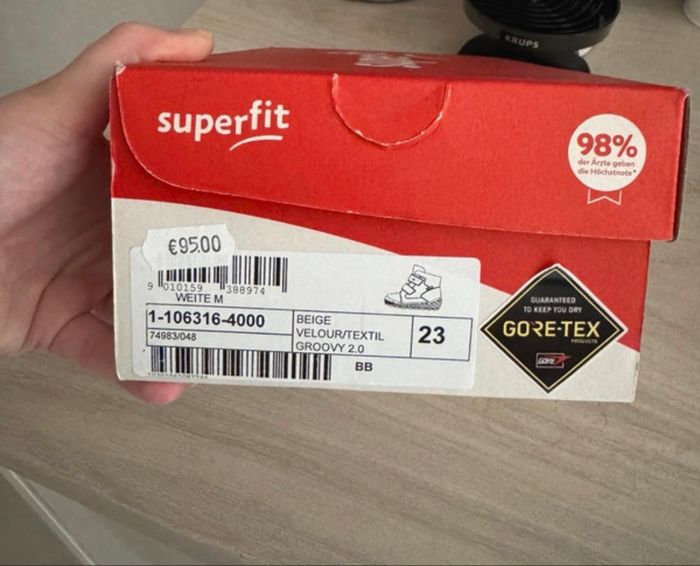 KRUPS
superfit
98%
der Ärzte geben
die Höchstnote*
€95.00
9 010159 388974
WEITE M
1-106316-4000
74983/048
BEIGE
VELOUR/TEXTIL
GROOVY 2.0
23
BB
GUARANTEED
TO KEEP YOU DRY
GORE-TEX
PRODUCTS
GORE